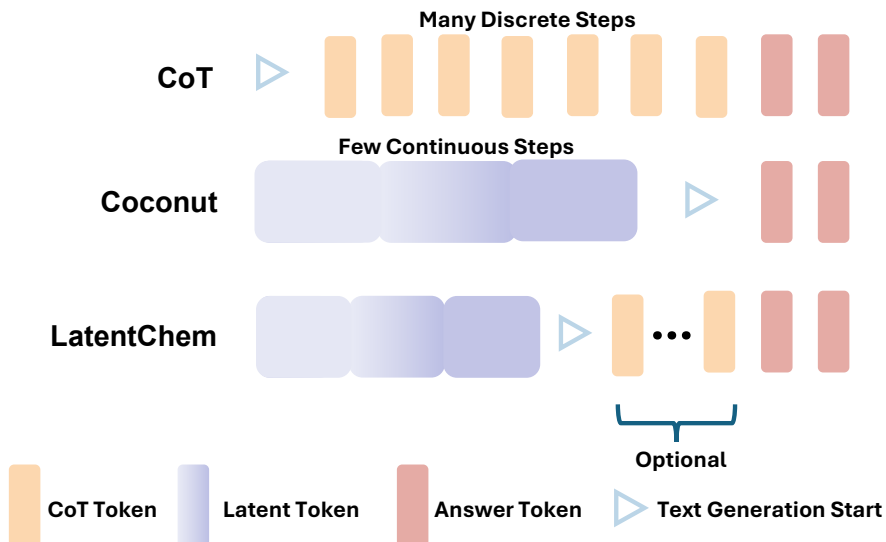 Many Discrete Steps
CoT
Few Continuous Steps
Coconut
LatentChem
Optional
CoT Token
Latent Token
Answer Token
Text Generation Start